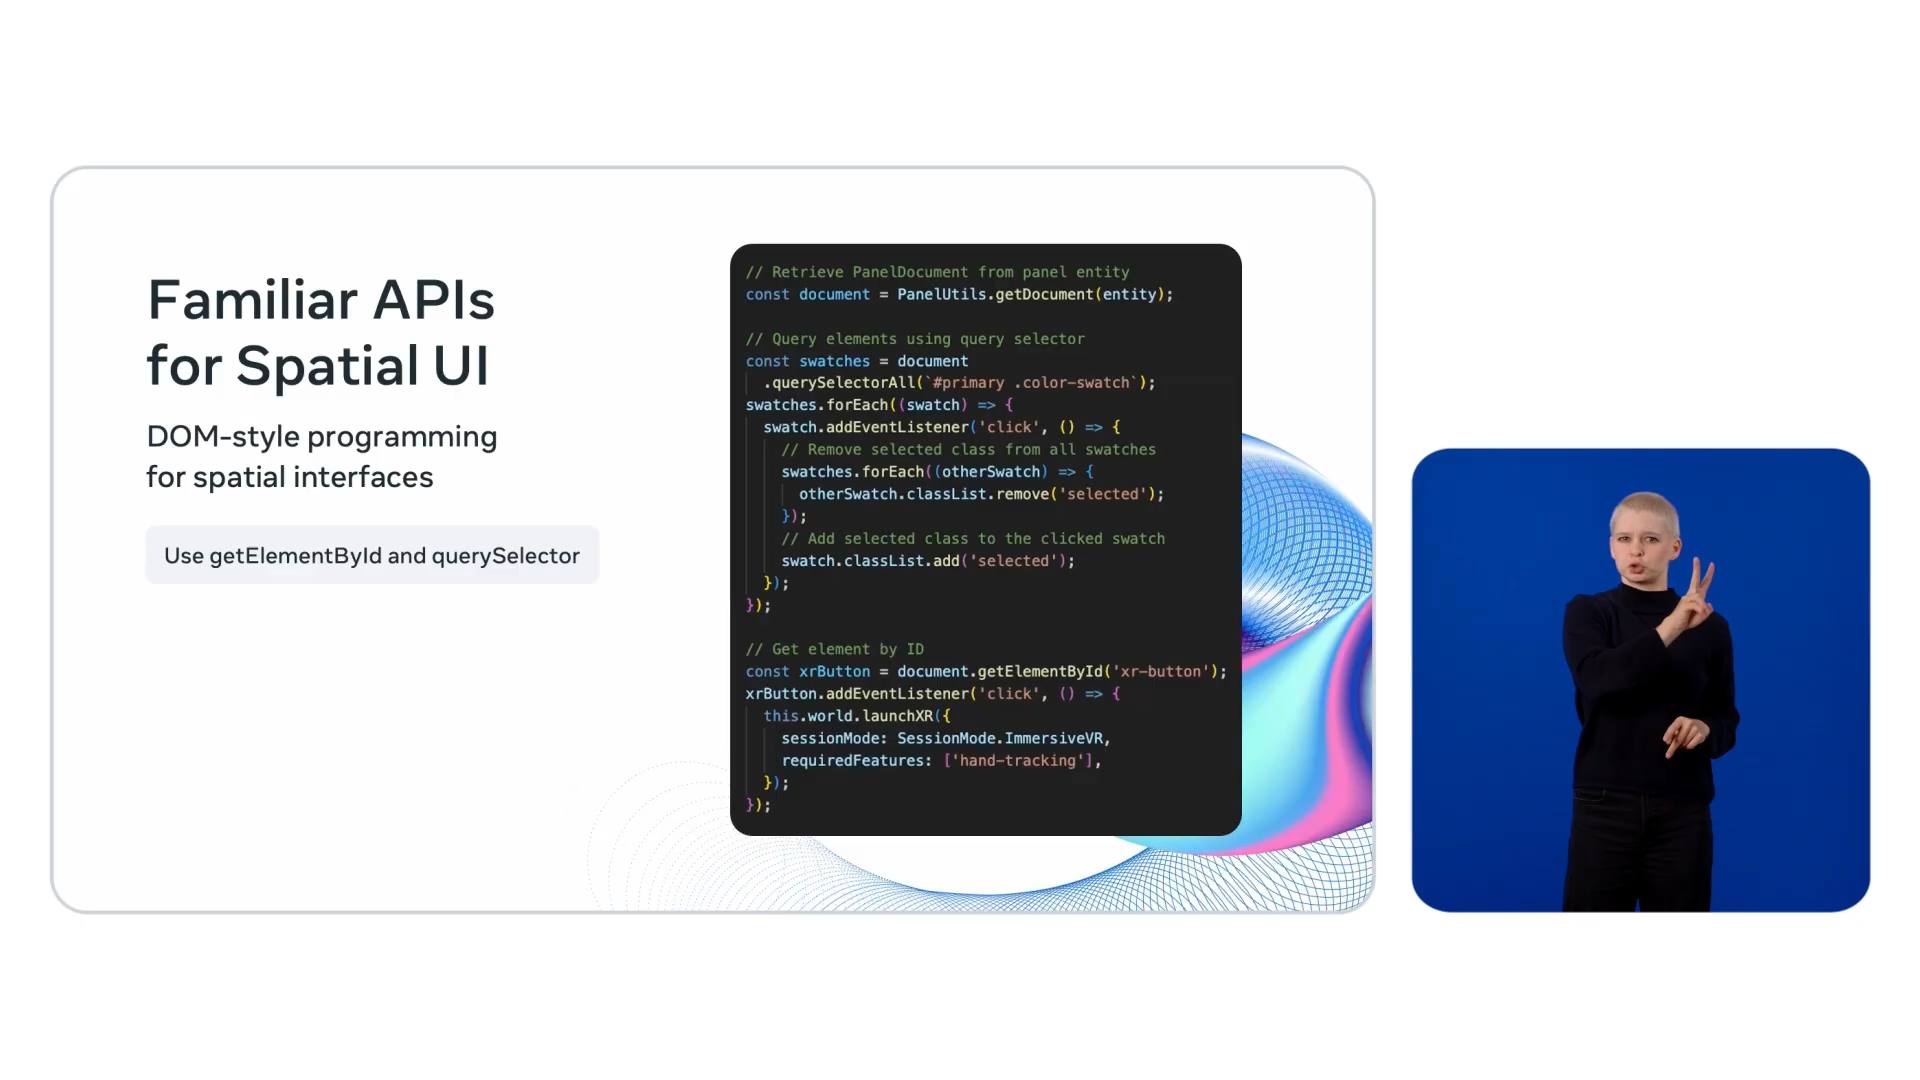 Familiar APIs
for Spatial UI
DOM-style programming
for spatial interfaces
Use getElementById and querySelector
// Retrieve PanelDocument from panel entity
const document = PanelUtils.getDocument(entity);

// Query elements using query selector
const swatches = document
  .querySelectorAll(`#primary .color-swatch`);
swatches.forEach((swatch) => {
  swatch.addEventListener('click', () => {
    // Remove selected class from all swatches
    swatches.forEach((otherSwatch) => {
      otherSwatch.classList.remove('selected');
    });
    // Add selected class to the clicked swatch
    swatch.classList.add('selected');
  });
});

// Get element by ID
const xrButton = document.getElementById('xr-button');
xrButton.addEventListener('click', () => {
  this.world.launchXR({
    sessionMode: SessionMode.ImmersiveVR,
    requiredFeatures: ['hand-tracking'],
  });
});